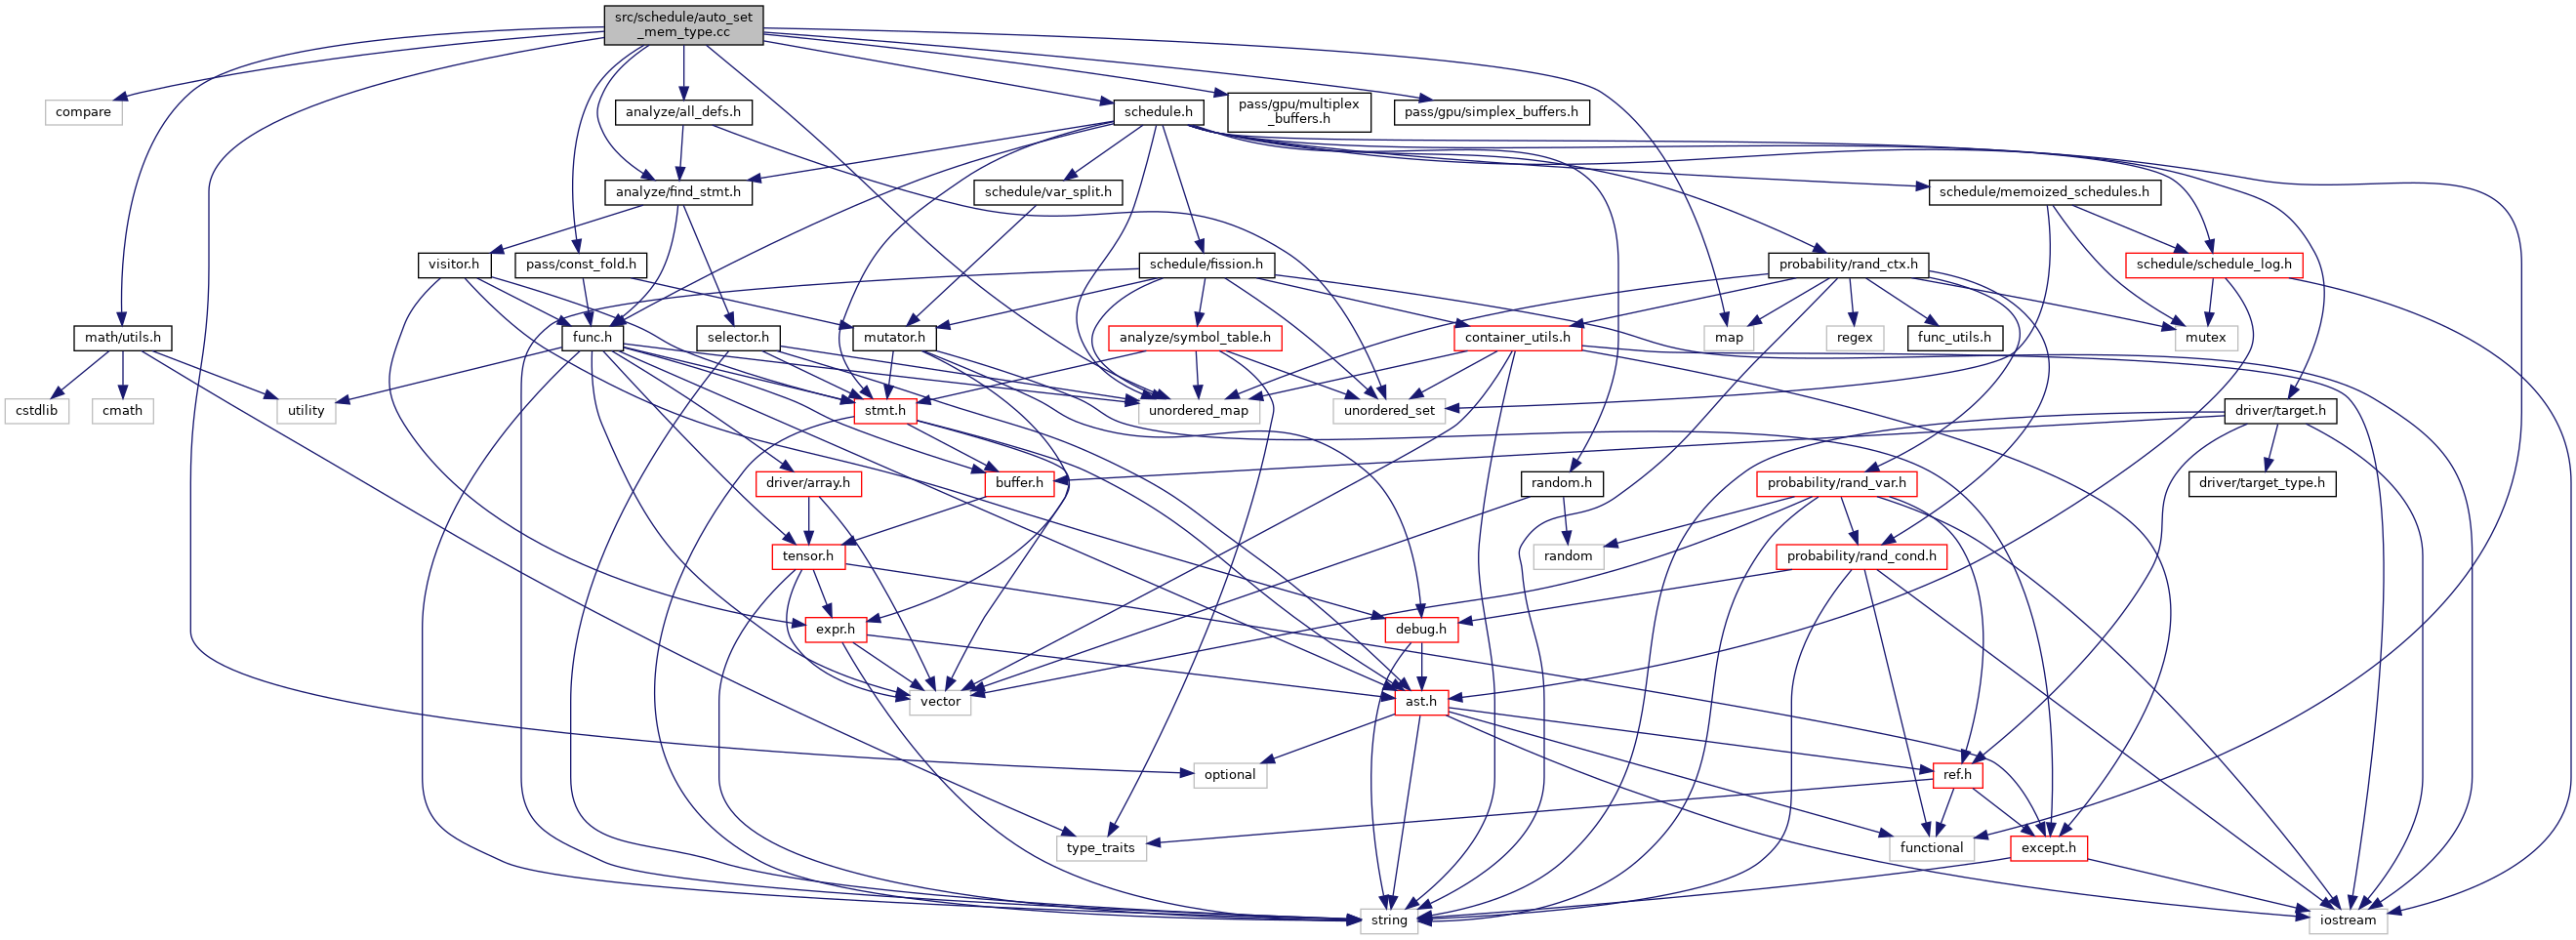 src/schedule/auto_set
_mem_type.cc
compare
analyze/all_defs.h
schedule.h
pass/gpu/multiplex
_buffers.h
pass/gpu/simplex_buffers.h
analyze/find_stmt.h
schedule/var_split.h
schedule/memoized_schedules.h
visitor.h
pass/const_fold.h
schedule/fission.h
probability/rand_ctx.h
schedule/schedule_log.h
math/utils.h
func.h
selector.h
mutator.h
analyze/symbol_table.h
container_utils.h
map
regex
func_utils.h
mutex
cstdlib
cmath
utility
stmt.h
unordered_map
unordered_set
driver/target.h
driver/array.h
buffer.h
random.h
probability/rand_var.h
driver/target_type.h
tensor.h
random
probability/rand_cond.h
expr.h
debug.h
vector
ast.h
optional
ref.h
type_traits
functional
except.h
string
iostream